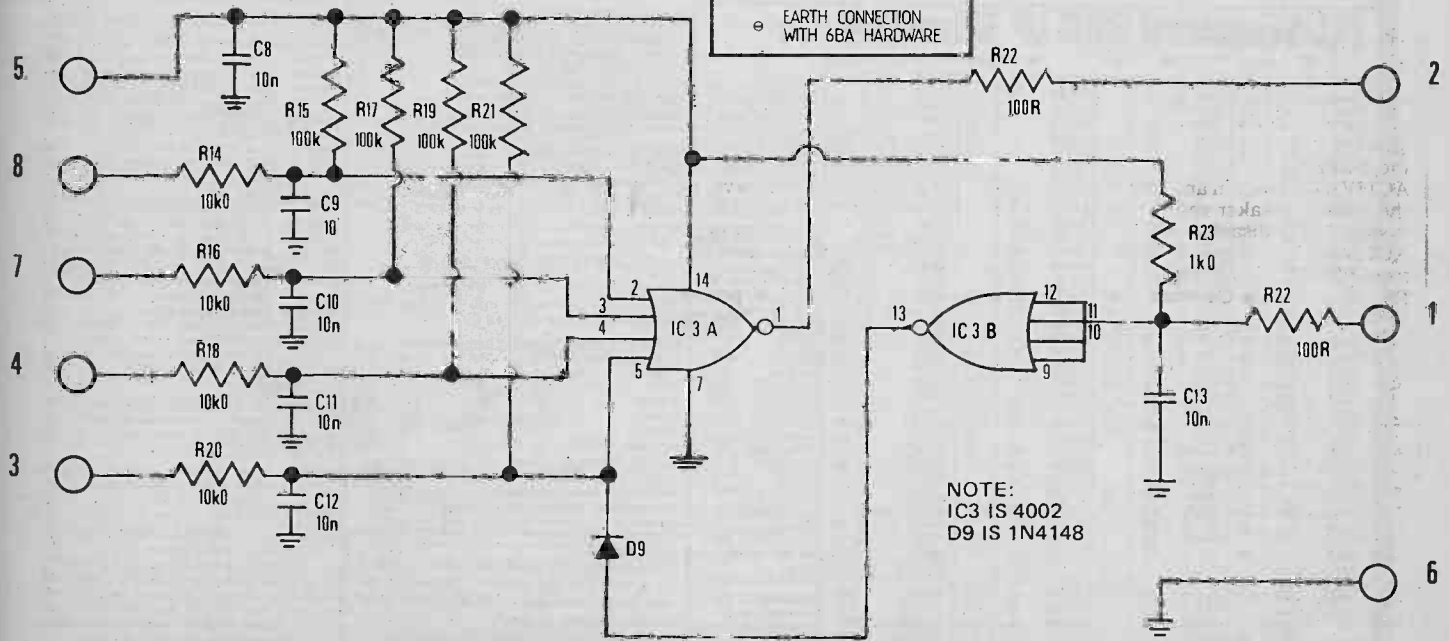 ⊖ EARTH CONNECTION
WITH 6BA HARDWARE
5
C8
10n
R15
100k
R17
100k
R19
100k
R21
100k
R22
100R
2
8
R14
10k0
C9
10
7
R16
10k0
C10
10n
2
3
4
5
14
IC 3 A
1
7
13
IC 3 B
12
11
10
9
R23
1k0
R22
100R
1
4
R18
10k0
C11
10n
C13
10n
3
R20
10k0
C12
10n
D9
NOTE:
IC3 IS 4002
D9 IS 1N4148
6